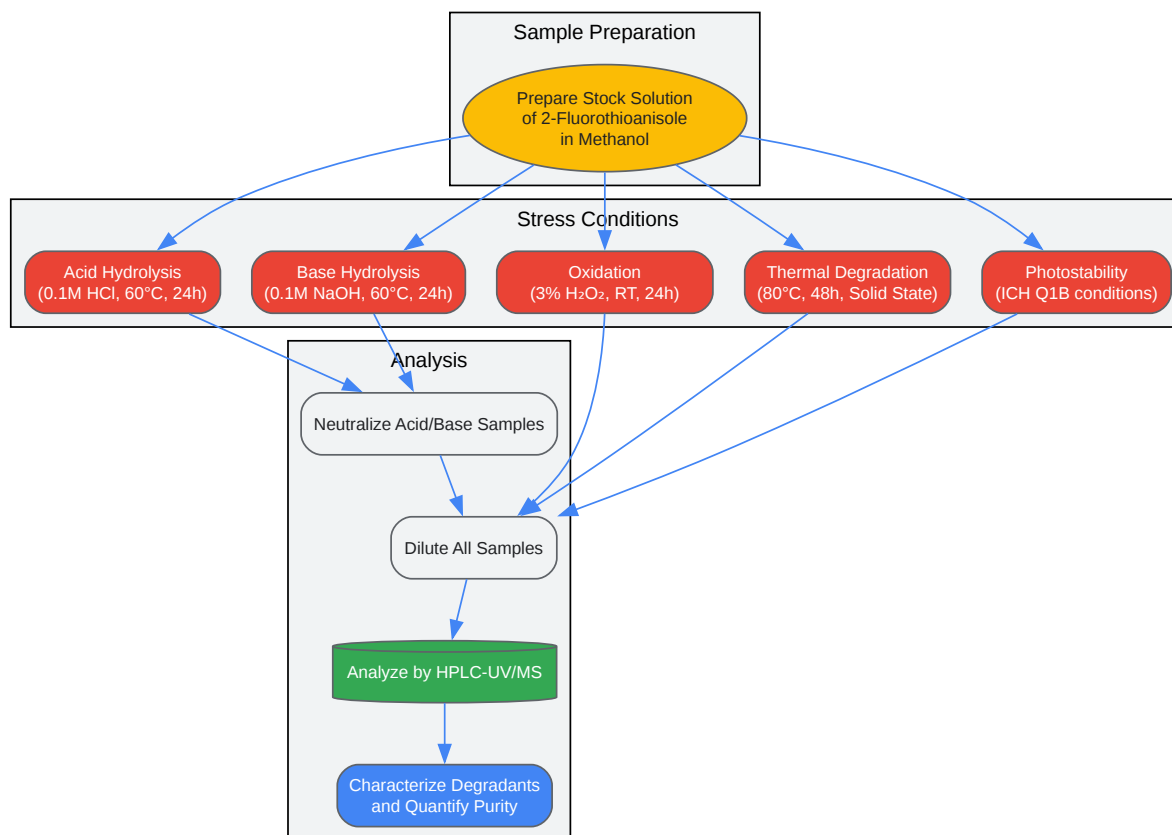 Sample Preparation
Prepare Stock Solution
of 2-Fluorothioanisole
in Methanol
Stress Conditions
Acid Hydrolysis
(0.1M HCl, 60°C, 24h)
Base Hydrolysis
(0.1M NaOH, 60°C, 24h)
Oxidation
(3% H₂O₂, RT, 24h)
Thermal Degradation
(80°C, 48h, Solid State)
Photostability
(ICH Q1B conditions)
Analysis
Neutralize Acid/Base Samples
Dilute All Samples
Analyze by HPLC-UV/MS
Characterize Degradants
and Quantify Purity